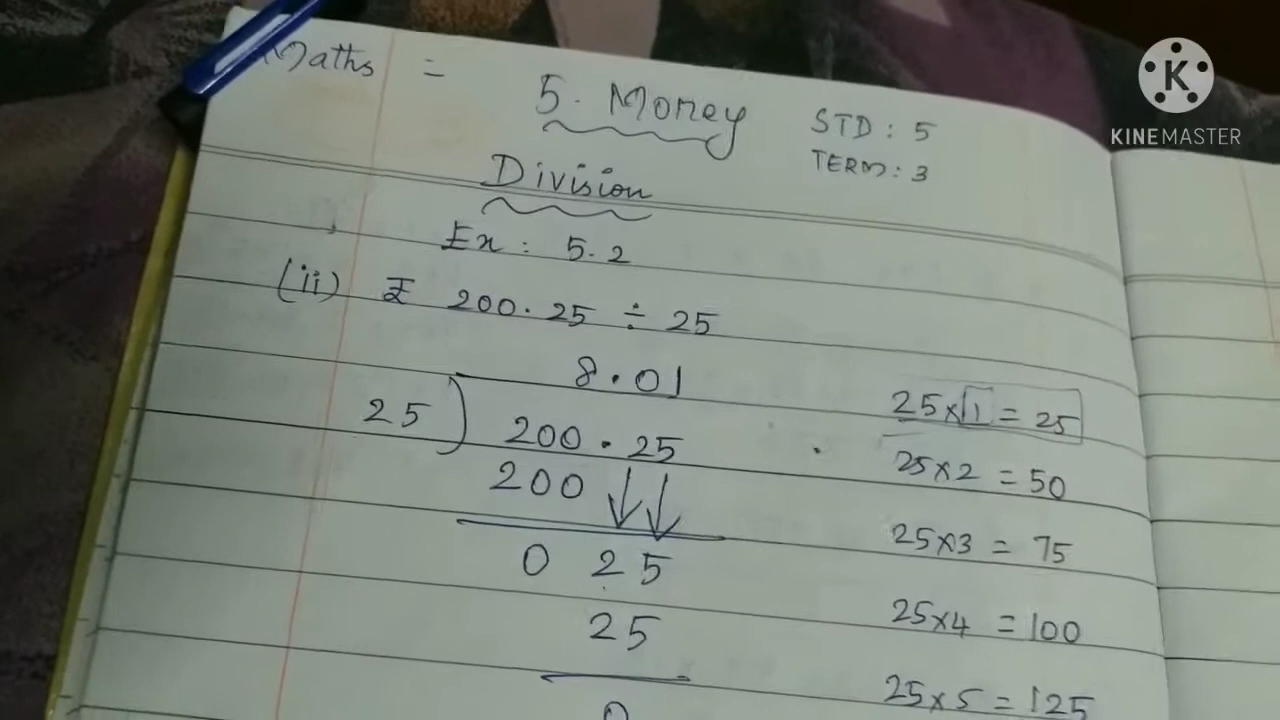 Maths =
5. Money
STD : 5
TERM : 3
Division
Ex : 5.2
(ii) ₹ 200.25 ÷ 25
8.01
25 ) 200.25
200
0 25
25
0
25×1 = 25
25×2 = 50
25×3 = 75
25×4 = 100
25×5 = 125
K
KINEMASTER